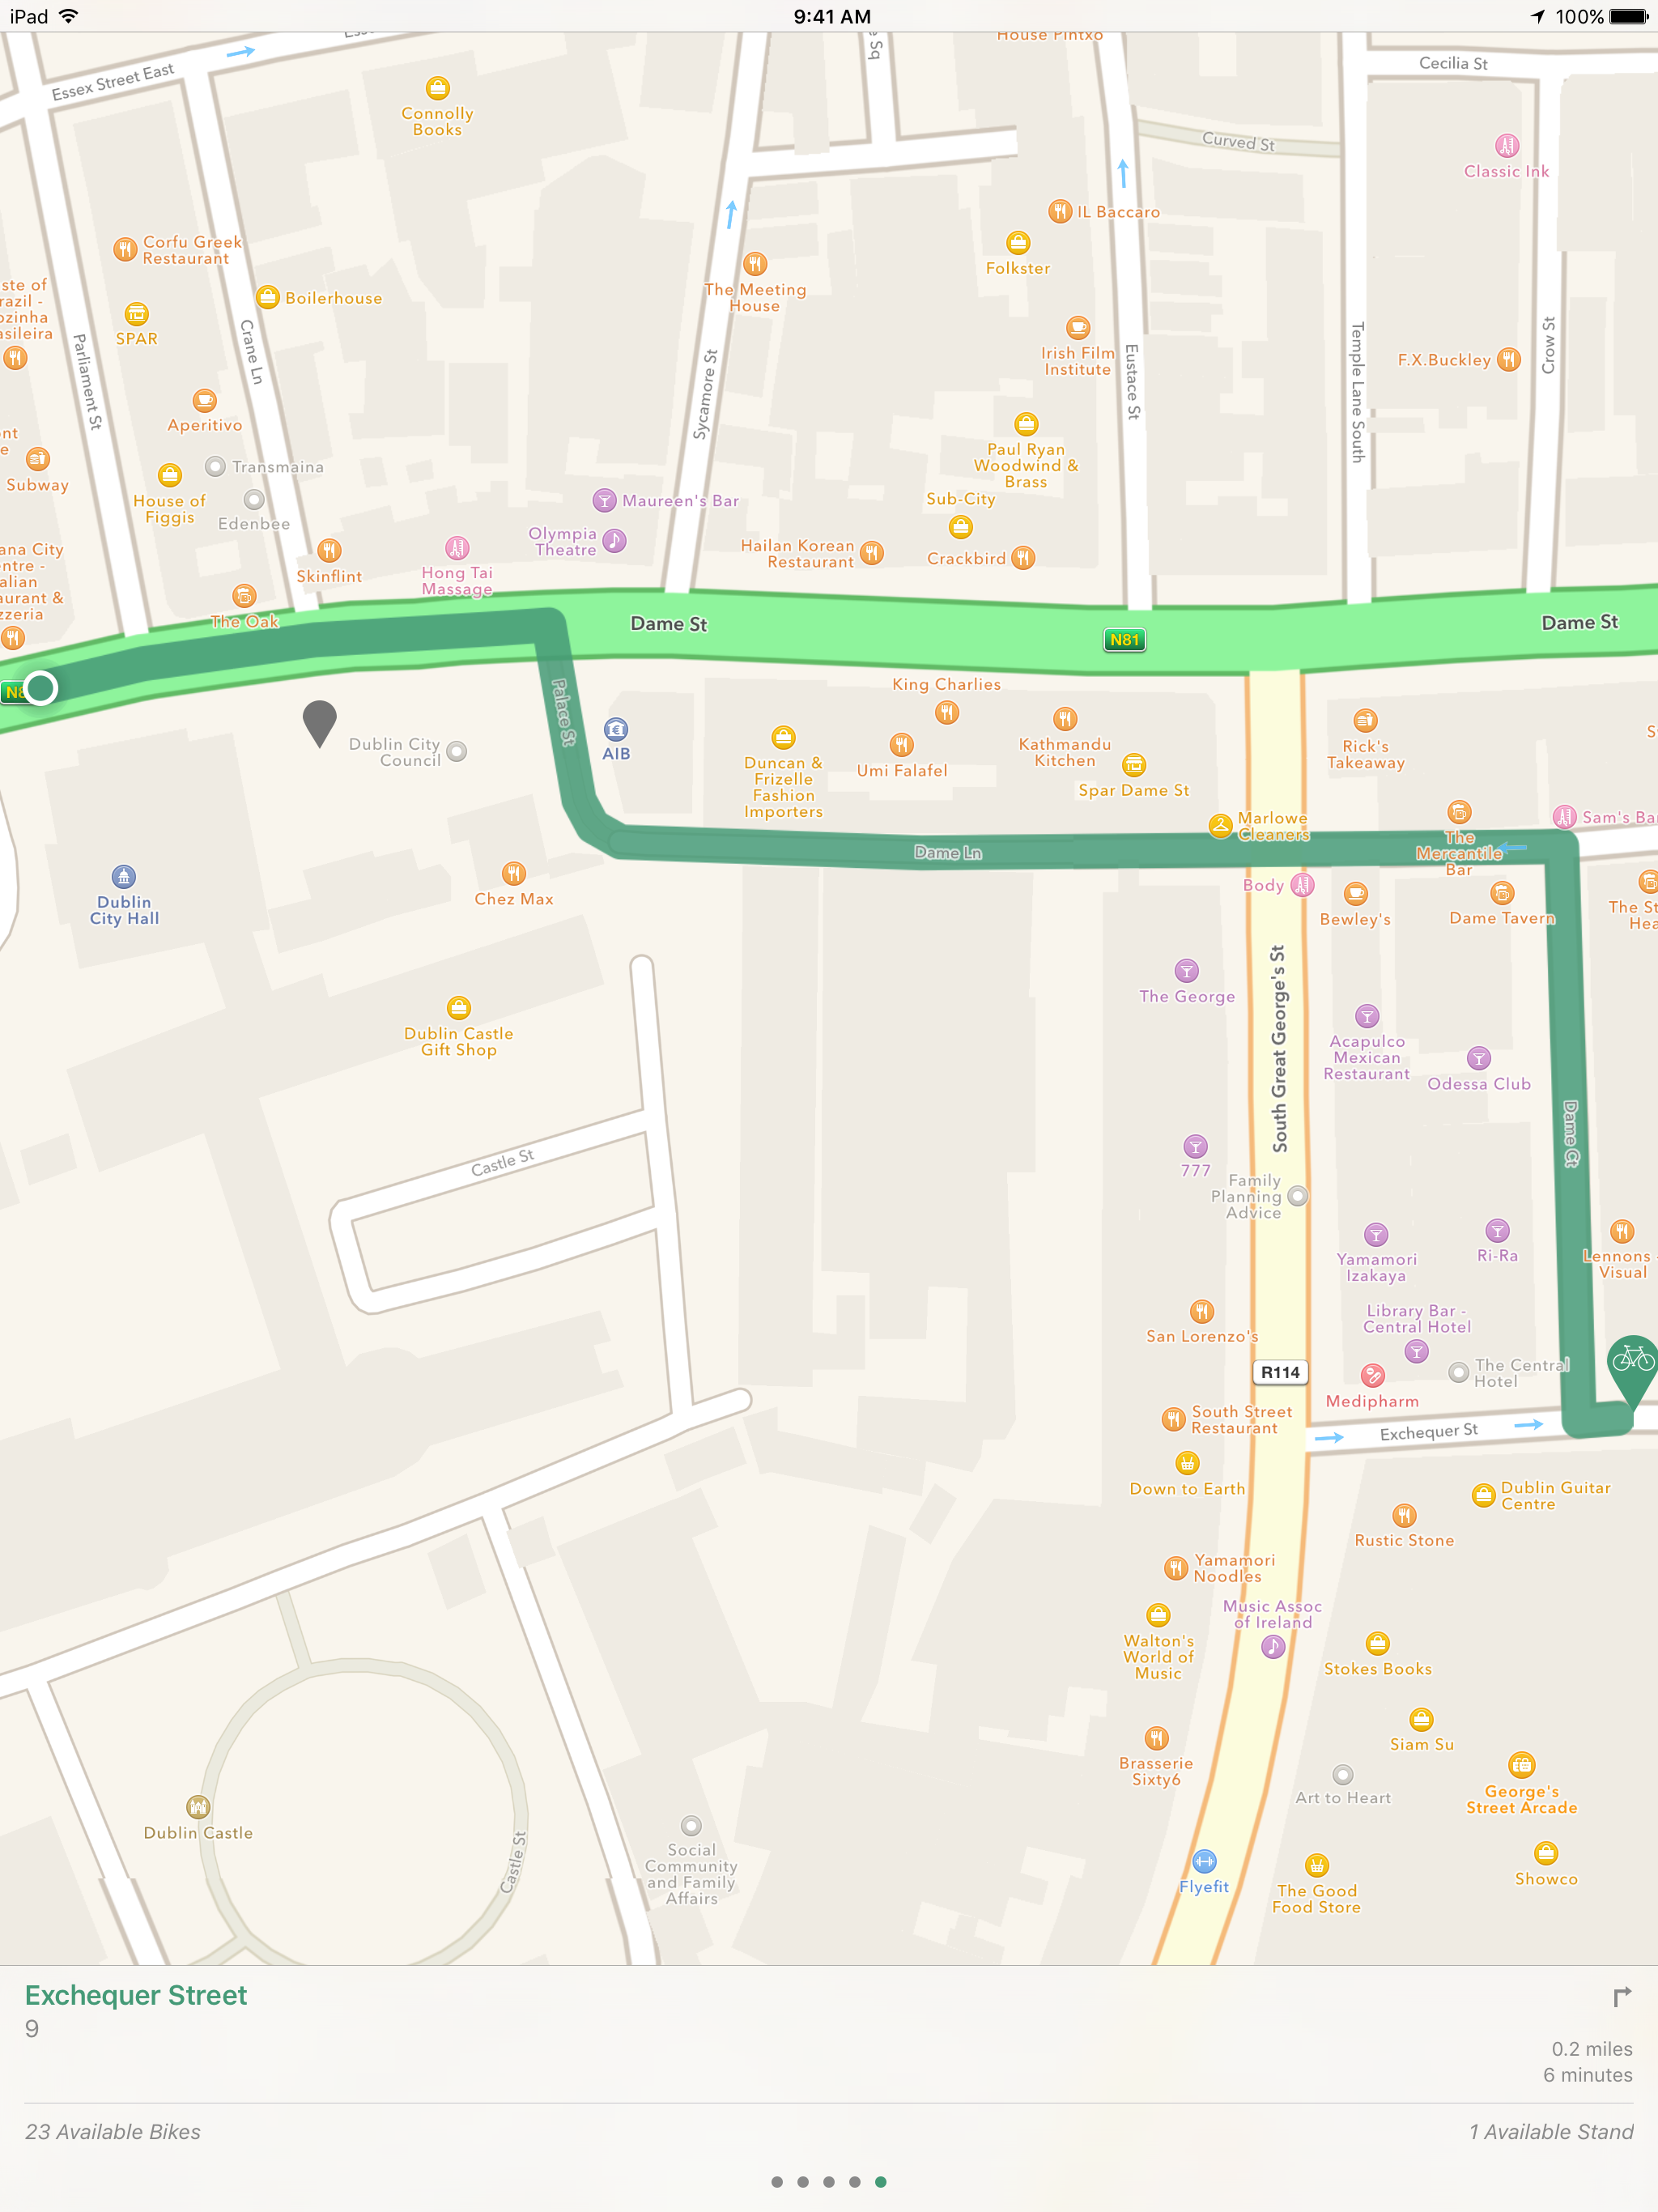 iPad
9:41 AM
100%
House Pintxo
Essex Street East
Cecilia St
Connolly
Books
Curved St
Classic Ink
IL Baccaro
Corfu Greek
Restaurant
Folkster
The Meeting
House
Boilerhouse
SPAR
Parliament St
Crane Ln
Sycamore St
Irish Film
Institute
Eustace St
Temple Lane South
F.X.Buckley
Crow St
Aperitivo
Paul Ryan
Woodwind &
Brass
Transmaina
Subway
House of
Figgis
Edenbee
Maureen's Bar
Sub-City
Olympia
Theatre
Hailan Korean
Restaurant
Crackbird
Skinflint
Hong Tai
Massage
The Oak
Dame St
N81
Dame St
King Charlies
Palace St
Dublin City
Council
AIB
Duncan &
Frizelle
Fashion
Importers
Umi Falafel
Kathmandu
Kitchen
Spar Dame St
Rick's
Takeaway
Marlowe
Cleaners
The
Mercantile
Bar
Dame Ln
Dublin
City Hall
Chez Max
Body
Bewley's
Dame Tavern
The George
South Great George's St
Dublin Castle
Gift Shop
Acapulco
Mexican
Restaurant
Odessa Club
Dame Ct
Castle St
777
Family
Planning
Advice
Yamamori
Izakaya
Ri-Ra
Lennons
Visual
San Lorenzo's
Library Bar -
Central Hotel
R114
The Central
Hotel
Medipharm
South Street
Restaurant
Exchequer St
Down to Earth
Dublin Guitar
Centre
Rustic Stone
Yamamori
Noodles
Music Assoc
of Ireland
Walton's
World of
Music
Stokes Books
Siam Su
Brasserie
Sixty6
Art to Heart
George's
Street Arcade
Dublin Castle
Castle St
Social
Community
and Family
Affairs
Flyefit
The Good
Food Store
Showco
Exchequer Street
9
0.2 miles
6 minutes
23 Available Bikes
1 Available Stand